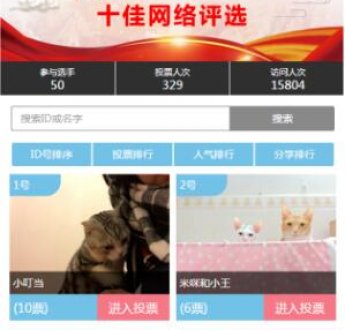 十佳网络评选
参与选手 投票人次 访问人次
50 329 15804
搜索ID或名字 搜索
ID号排序 投票排行 人气排行 分享排行
1号 2号
小叮当 米咪和小王
(10票) 进入投票 (6票) 进入投票